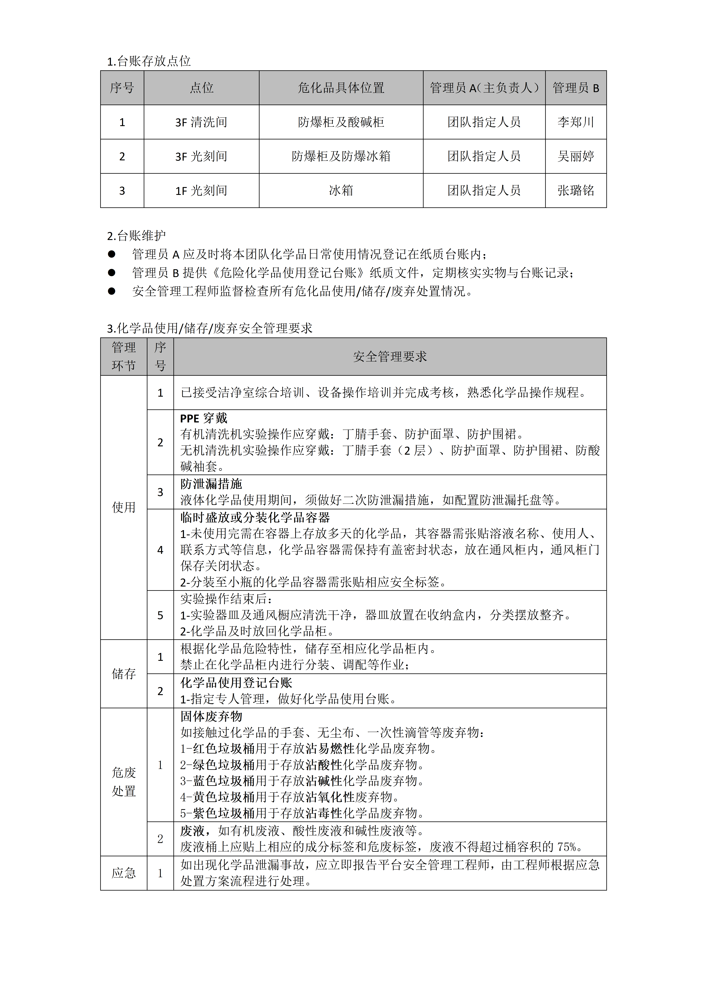 1.台账存放点位
序号 点位 危化品具体位置 管理员 A（主负责人） 管理员 B
1 3F 清洗间 防爆柜及酸碱柜 团队指定人员 李郑川
2 3F 光刻间 防爆柜及防爆冰箱 团队指定人员 吴丽婷
3 1F 光刻间 冰箱 团队指定人员 张璐铭
2.台账维护
● 管理员 A 应及时将本团队化学品日常使用情况登记在纸质台账内；
● 管理员 B 提供《危险化学品使用登记台账》纸质文件，定期核实实物与台账记录；
● 安全管理工程师监督检查所有危化品使用/储存/废弃处置情况。
3.化学品使用/储存/废弃安全管理要求
管理
环节
序
号
安全管理要求
使用
1
已接受洁净室综合培训、设备操作培训并完成考核，熟悉化学品操作规程。
2
PPE 穿戴
有机清洗机实验操作应穿戴：丁腈手套、防护面罩、防护围裙。
无机清洗机实验操作应穿戴：丁腈手套（2 层）、防护面罩、防护围裙、防酸
碱袖套。
3
防泄漏措施
液体化学品使用期间，须做好二次防泄漏措施，如配置防泄漏托盘等。
4
临时盛放或分装化学品容器
1-未使用完需在容器上存放多天的化学品，其容器需张贴溶液名称、使用人、
联系方式等信息，化学品容器需保持有盖密封状态，放在通风柜内，通风柜门
保存关闭状态。
2-分装至小瓶的化学品容器需张贴相应安全标签。
5
实验操作结束后：
1-实验器皿及通风橱应清洗干净，器皿放置在收纳盒内，分类摆放整齐。
2-化学品及时放回化学品柜。
储存
1
根据化学品危险特性，储存至相应化学品柜内。
禁止在化学品柜内进行分装、调配等作业；
2
化学品使用登记台账
1-指定专人管理，做好化学品使用台账。
危废
处置
1
固体废弃物
如接触过化学品的手套、无尘布、一次性滴管等废弃物：
1-红色垃圾桶用于存放沾易燃性化学品废弃物。
2-绿色垃圾桶用于存放沾酸性化学品废弃物。
3-蓝色垃圾桶用于存放沾碱性化学品废弃物。
4-黄色垃圾桶用于存放沾氧化性废弃物。
5-紫色垃圾桶用于存放沾毒性化学品废弃物。
2
废液，如有机废液、酸性废液和碱性废液等。
废液桶上应贴上相应的成分标签和危废标签，废液不得超过桶容积的 75%。
应急
1
如出现化学品泄漏事故，应立即报告平台安全管理工程师，由工程师根据应急
处置方案流程进行处理。